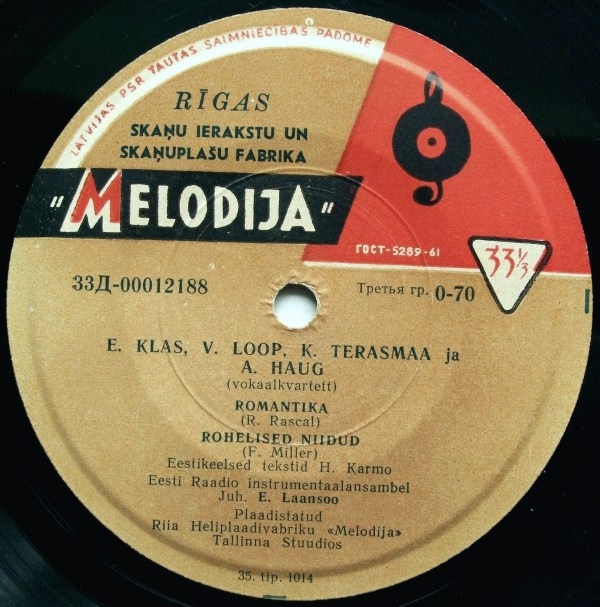 LATVIJAS PSR TAUTAS SAIMNIECĪBAS PADOME
RĪGAS
SKAŅU IERAKSTU UN
SKAŅUPLAŠU FABRIKA
"MELODIJA"
ГОСТ-5289-61
33⅓
33Д-00012188
Третья гр. 0-70
E. KLAS, V. LOOP, K. TERASMAA ja
A. HAUG
(vokaalkvartett)
ROMANTIKA
(R. Rascal)
ROHELISED NIIDUD
(F. Miller)
Eestikeelsed tekstid H. Karmo
Eesti Raadio instrumentaalansambel
Juh. E. Laansoo
Plaadistatud
Riia Heliplaadivabriku «Melodija»
Tallinna Stuudios
35. tip. 1014